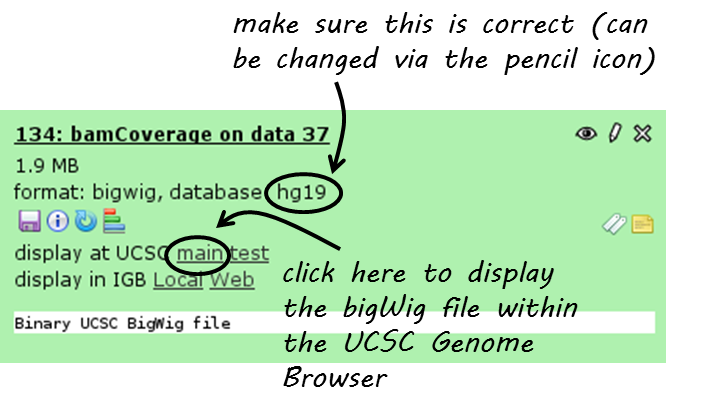 make sure this is correct (can
be changed via the pencil icon)
134: bamCoverage on data 37
1.9 MB
format: bigwig, database: hg19
display at UCSC main test
display in IGB Local Web
click here to display
the bigWig file within
the UCSC Genome
Browser
Binary UCSC BigWig file